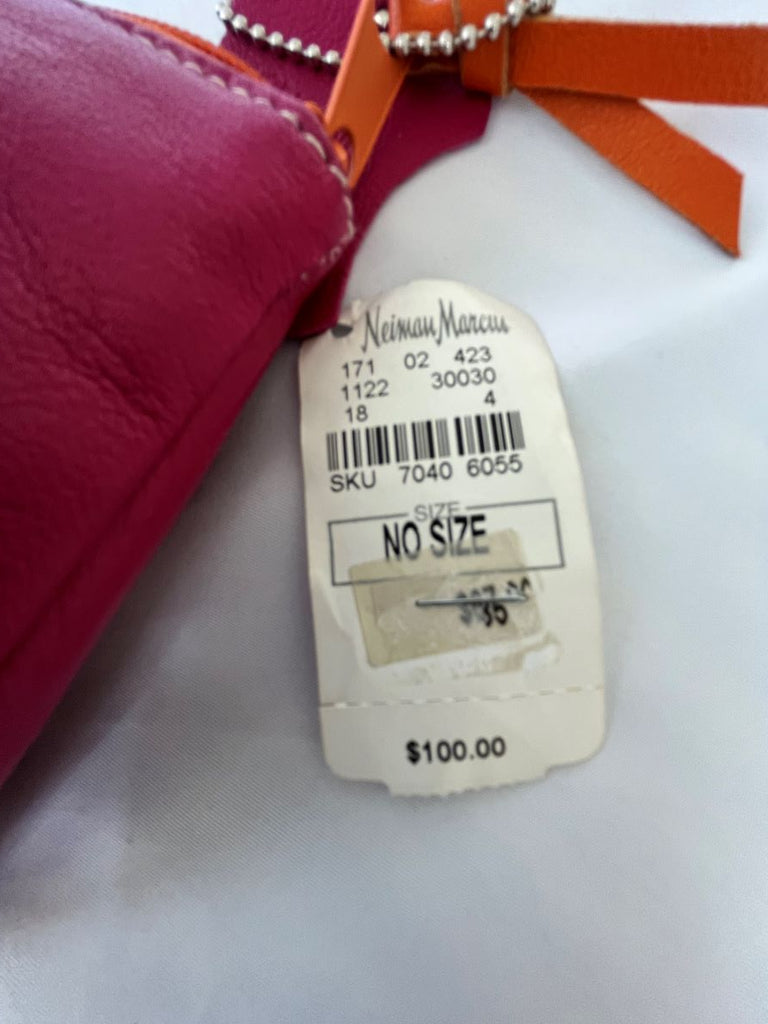 Neiman Marcus
171 02 423
1122 30030
18 4
SKU 7040 6055
SIZE
NO SIZE
$100.00